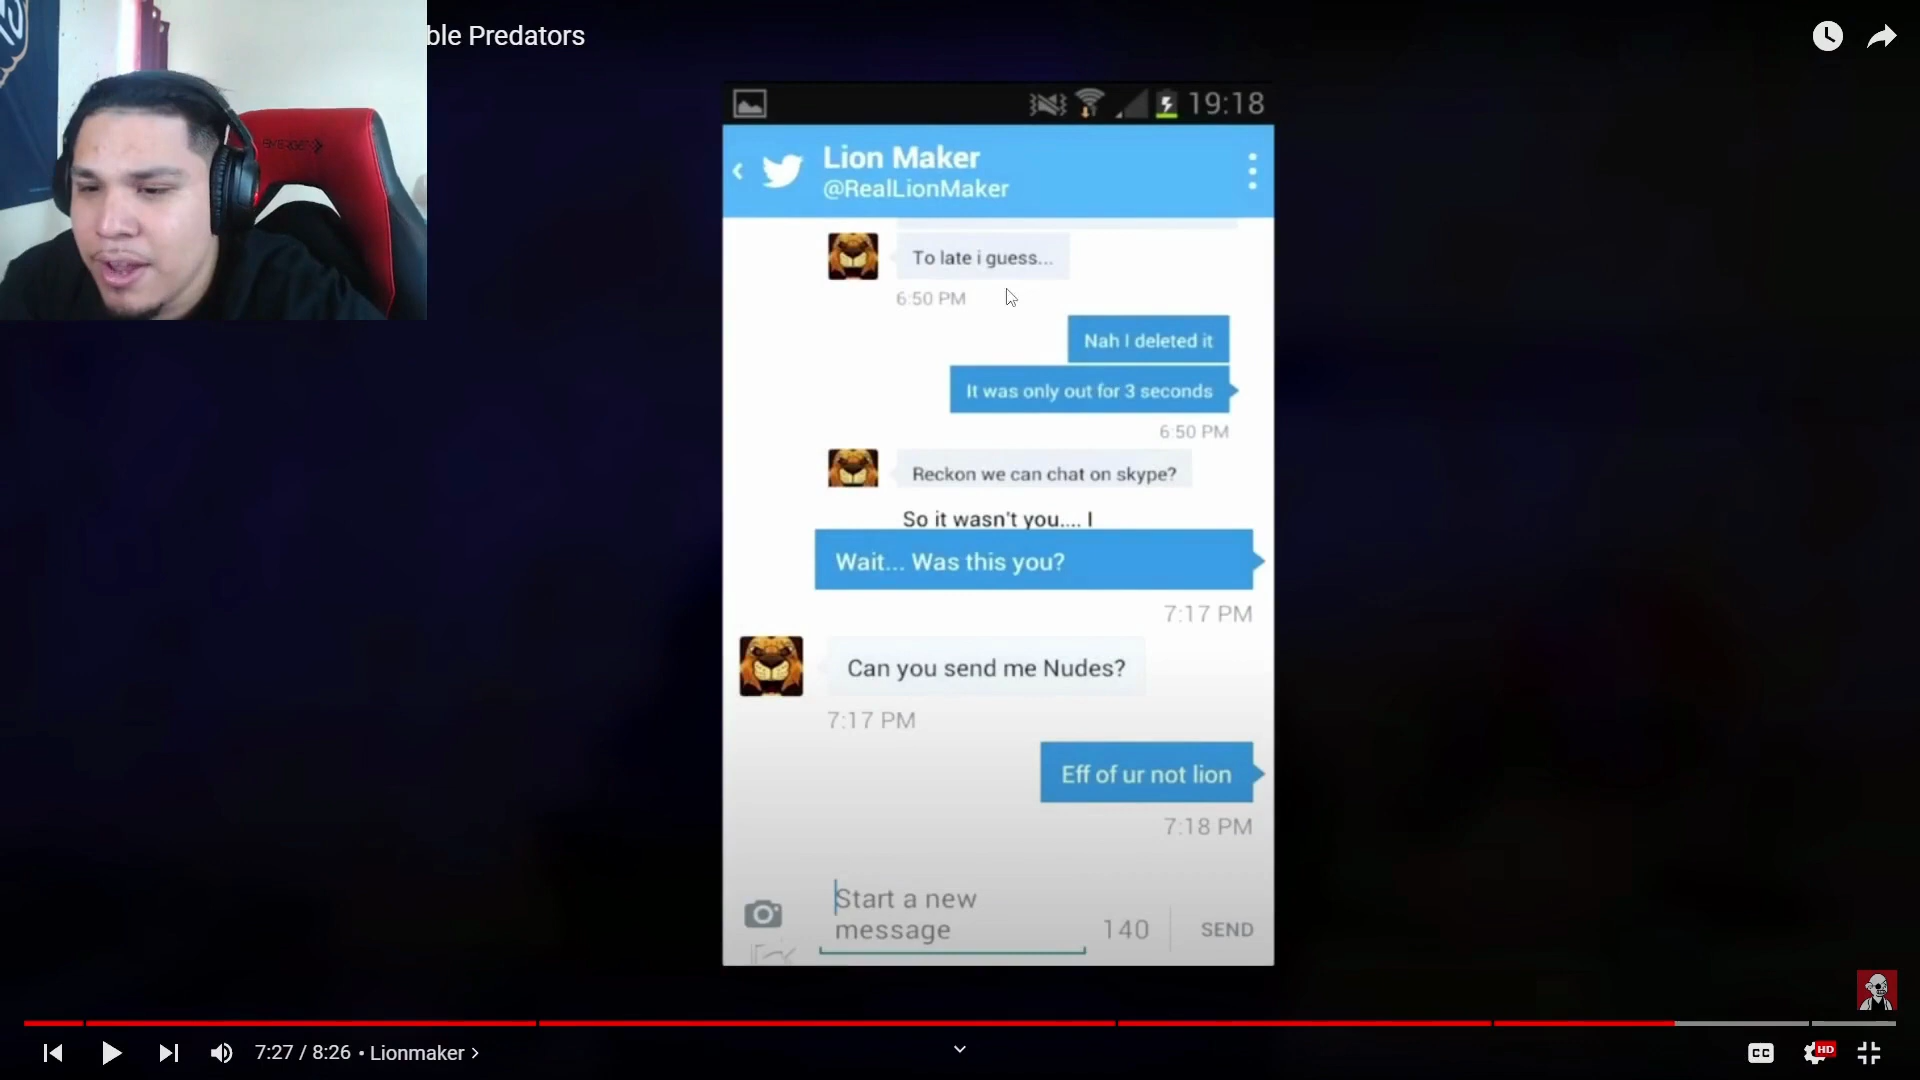 ble Predators
19:18
Lion Maker
@RealLionMaker
To late i guess...
6:50 PM
Nah I deleted it
It was only out for 3 seconds
6:50 PM
Reckon we can chat on skype?
So it wasn't you.... I
Wait... Was this you?
7:17 PM
Can you send me Nudes?
7:17 PM
Eff of ur not lion
7:18 PM
Start a new
message
140
SEND
7:27 / 8:26 • Lionmaker >
CC
HD